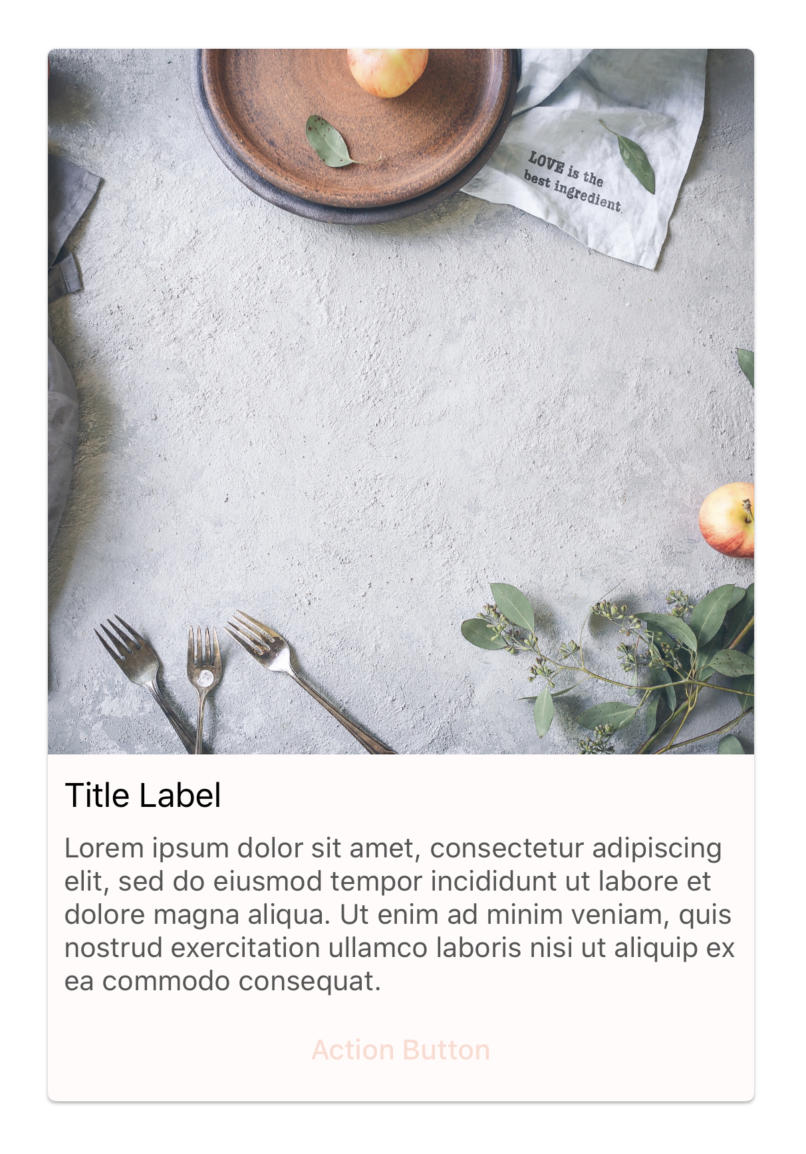 LOVE is the
best ingredient
Title Label
Lorem ipsum dolor sit amet, consectetur adipiscing
elit, sed do eiusmod tempor incididunt ut labore et
dolore magna aliqua. Ut enim ad minim veniam, quis
nostrud exercitation ullamco laboris nisi ut aliquip ex
ea commodo consequat.
Action Button